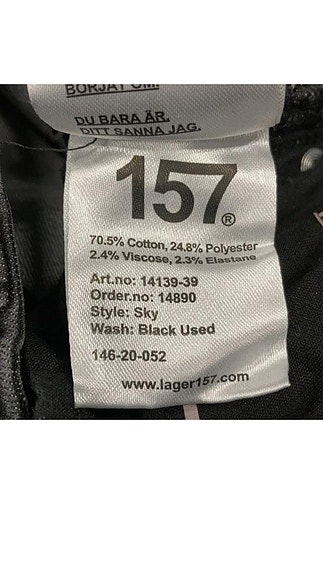 BÖRJAT OM.
DU BARA ÄR.
DITT SANNA JAG.
157®
70.5% Cotton, 24.8% Polyester
2.4% Viscose, 2.3% Elastane
Art.no: 14139-39
Order.no: 14890
Style: Sky
Wash: Black Used
146-20-052
www.lager157.com